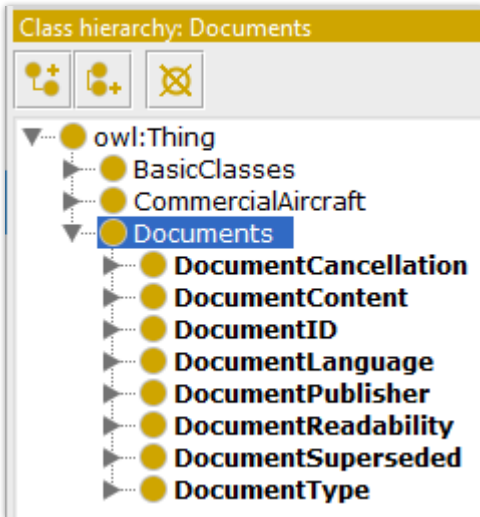 Class hierarchy: Documents
owl:Thing
BasicClasses
CommercialAircraft
Documents
DocumentCancellation
DocumentContent
DocumentID
DocumentLanguage
DocumentPublisher
DocumentReadability
DocumentSuperseded
DocumentType